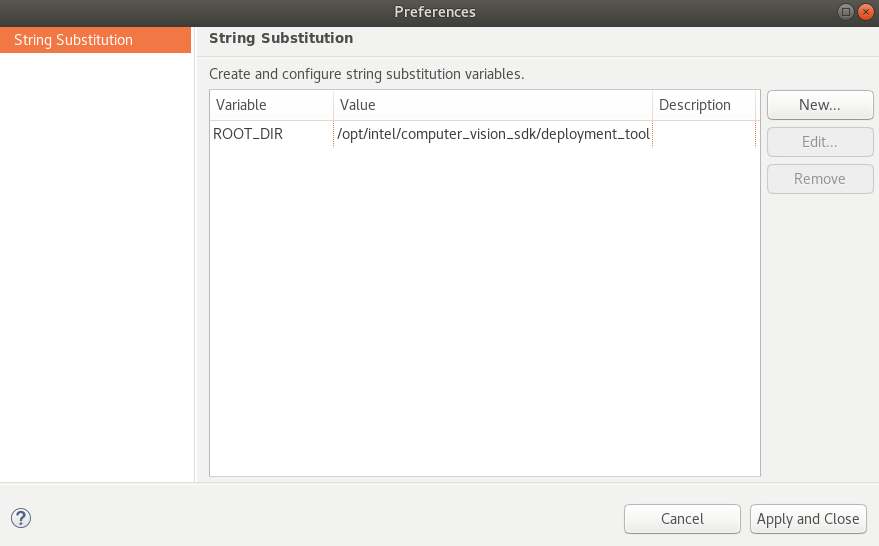 Preferences
String Substitution
String Substitution
Create and configure string substitution variables.
Variable Value Description
New...
ROOT_DIR /opt/intel/computer_vision_sdk/deployment_tool
Edit...
Remove
?
Cancel Apply and Close